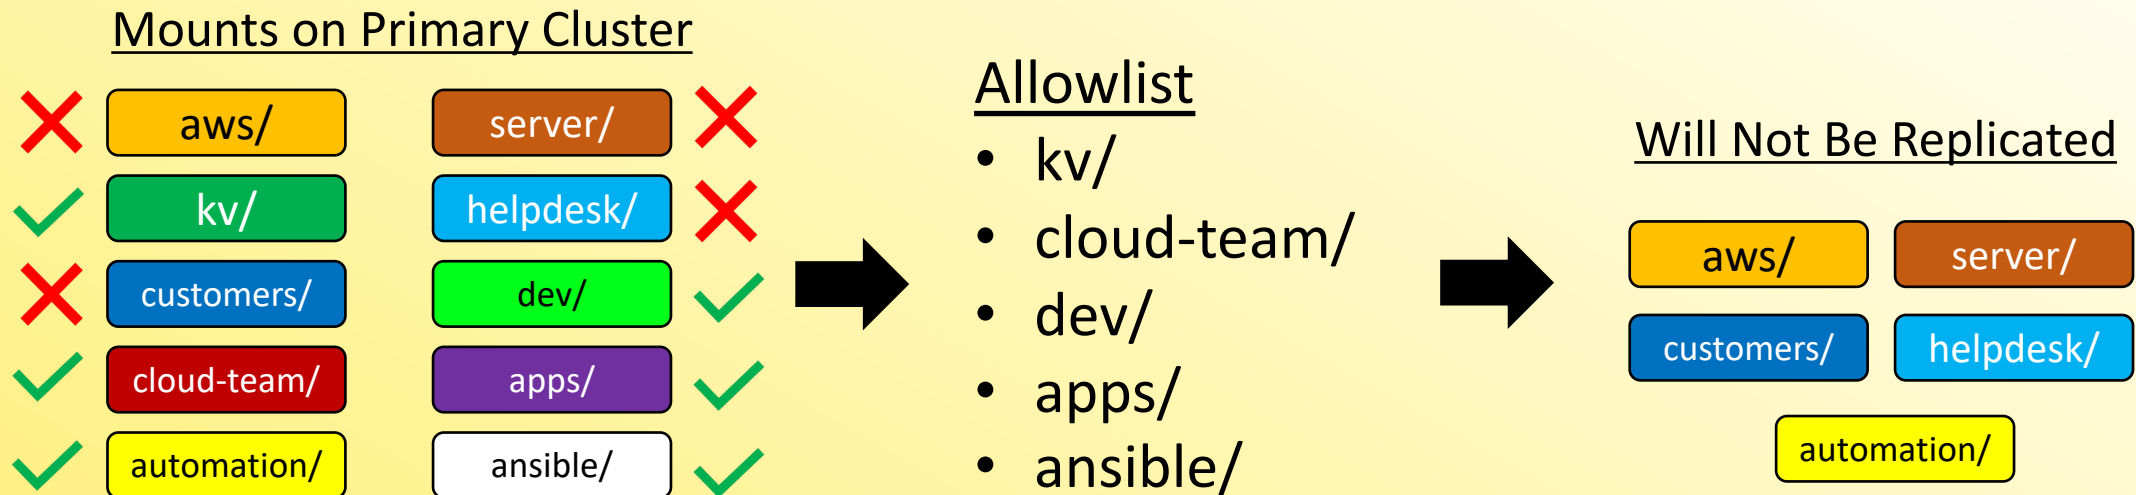 Mounts on Primary Cluster
aws/
server/
kv/
helpdesk/
customers/
dev/
cloud-team/
apps/
automation/
ansible/
Allowlist
• kv/
• cloud-team/
• dev/
• apps/
• ansible/
Will Not Be Replicated
aws/
server/
customers/
helpdesk/
automation/